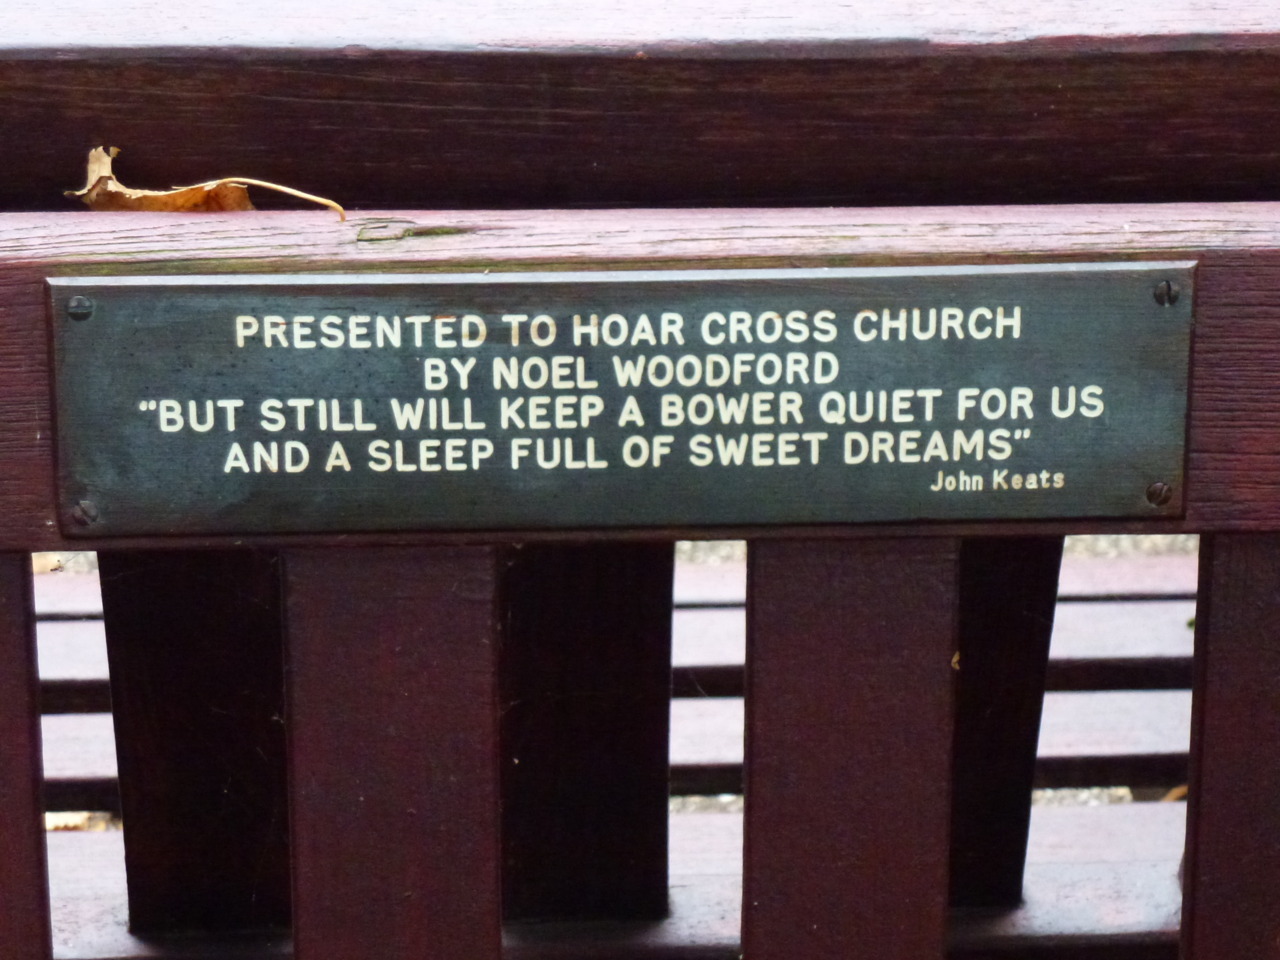 PRESENTED TO HOAR CROSS CHURCH
BY NOEL WOODFORD
"BUT STILL WILL KEEP A BOWER QUIET FOR US
AND A SLEEP FULL OF SWEET DREAMS"
John Keats